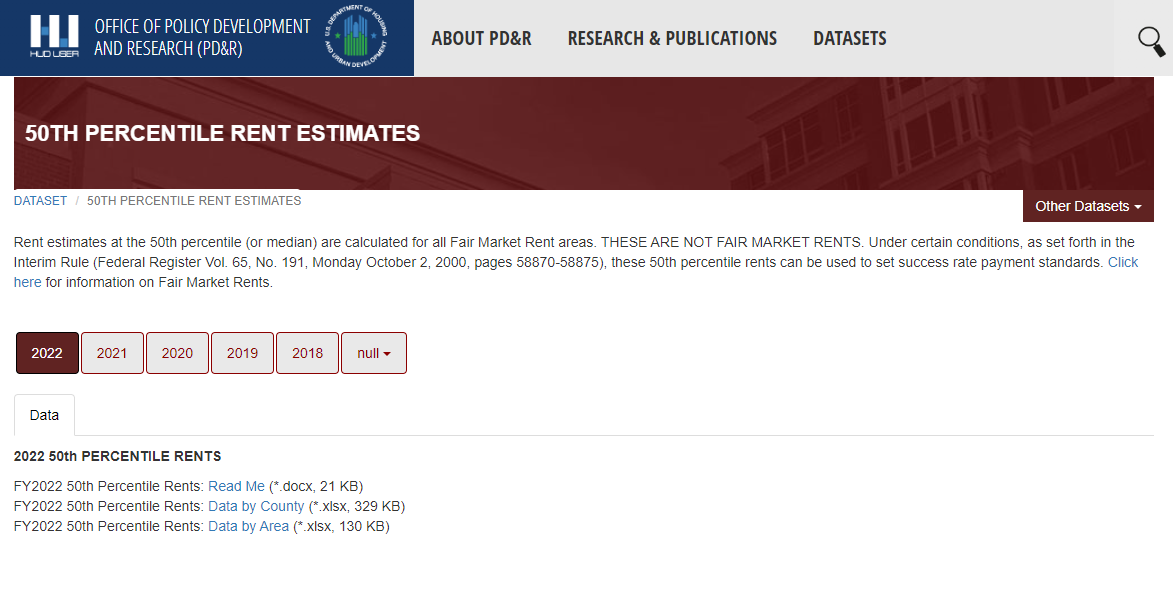 HUD USER
OFFICE OF POLICY DEVELOPMENT
AND RESEARCH (PD&R)
U.S. DEPARTMENT OF HOUSING
AND URBAN DEVELOPMENT
ABOUT PD&R
RESEARCH & PUBLICATIONS
DATASETS
50TH PERCENTILE RENT ESTIMATES
DATASET / 50TH PERCENTILE RENT ESTIMATES
Other Datasets
Rent estimates at the 50th percentile (or median) are calculated for all Fair Market Rent areas. THESE ARE NOT FAIR MARKET RENTS. Under certain conditions, as set forth in the
Interim Rule (Federal Register Vol. 65, No. 191, Monday October 2, 2000, pages 58870-58875), these 50th percentile rents can be used to set success rate payment standards. Click
here for information on Fair Market Rents.
2022 2021 2020 2019 2018 null
Data
2022 50th PERCENTILE RENTS
FY2022 50th Percentile Rents: Read Me (*.docx, 21 KB)
FY2022 50th Percentile Rents: Data by County (*.xlsx, 329 KB)
FY2022 50th Percentile Rents: Data by Area (*.xlsx, 130 KB)